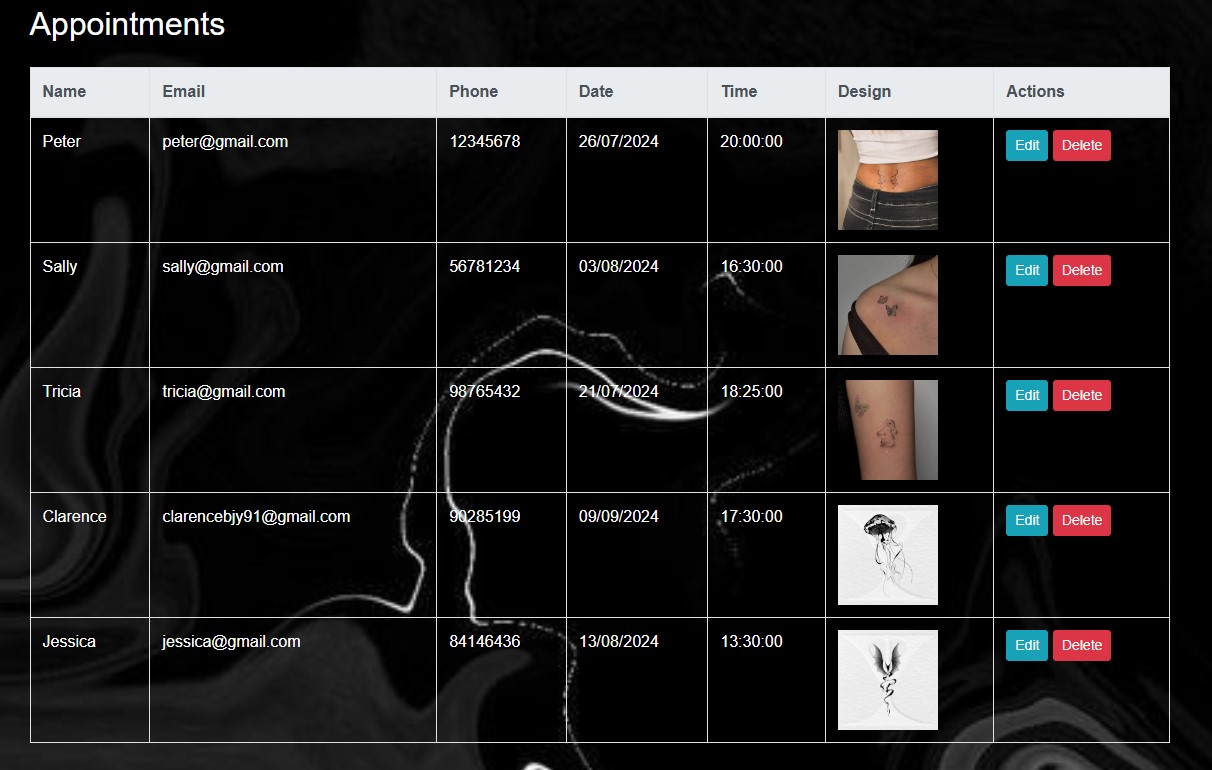 Appointments
Name Email Phone Date Time Design Actions
Peter peter@gmail.com 12345678 26/07/2024 20:00:00 Edit Delete
Sally sally@gmail.com 56781234 03/08/2024 16:30:00 Edit Delete
Tricia tricia@gmail.com 98765432 21/07/2024 18:25:00 Edit Delete
Clarence clarencebjy91@gmail.com 90285199 09/09/2024 17:30:00 Edit Delete
Jessica jessica@gmail.com 84146436 13/08/2024 13:30:00 Edit Delete